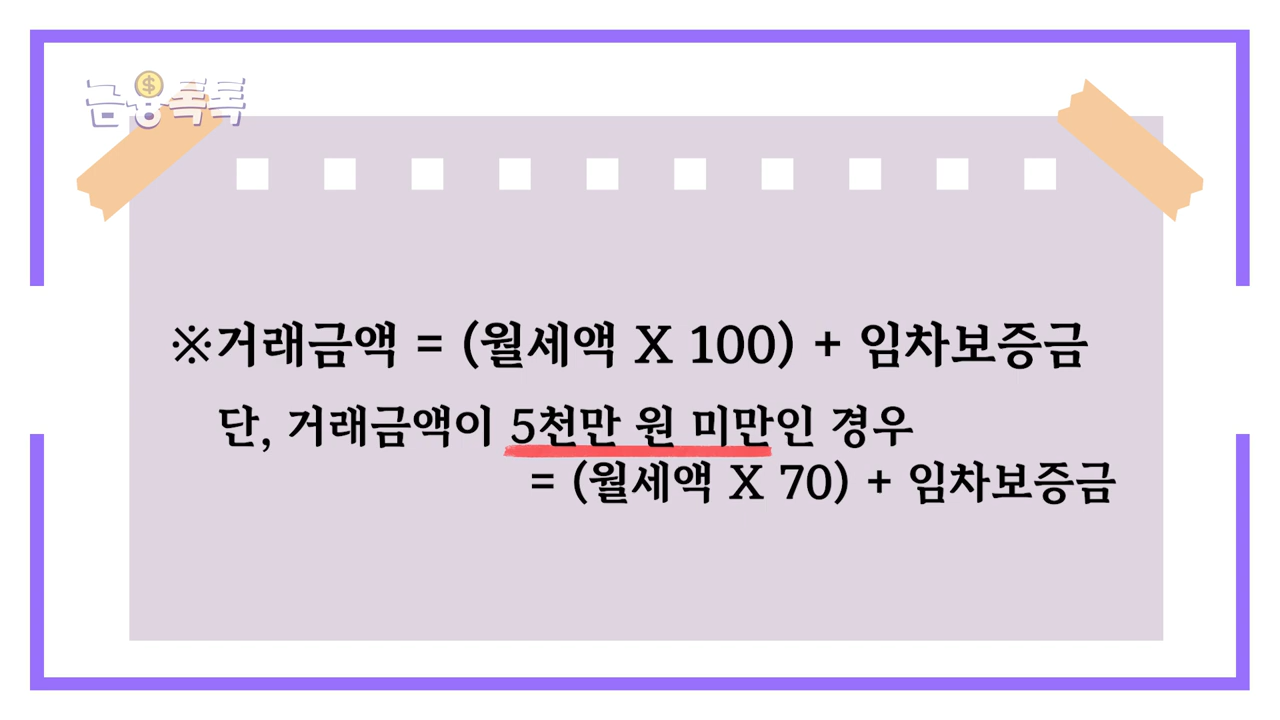 금융톡톡
※거래금액 = (월세액 X 100) + 임차보증금
단, 거래금액이 5천만 원 미만인 경우
= (월세액 X 70) + 임차보증금